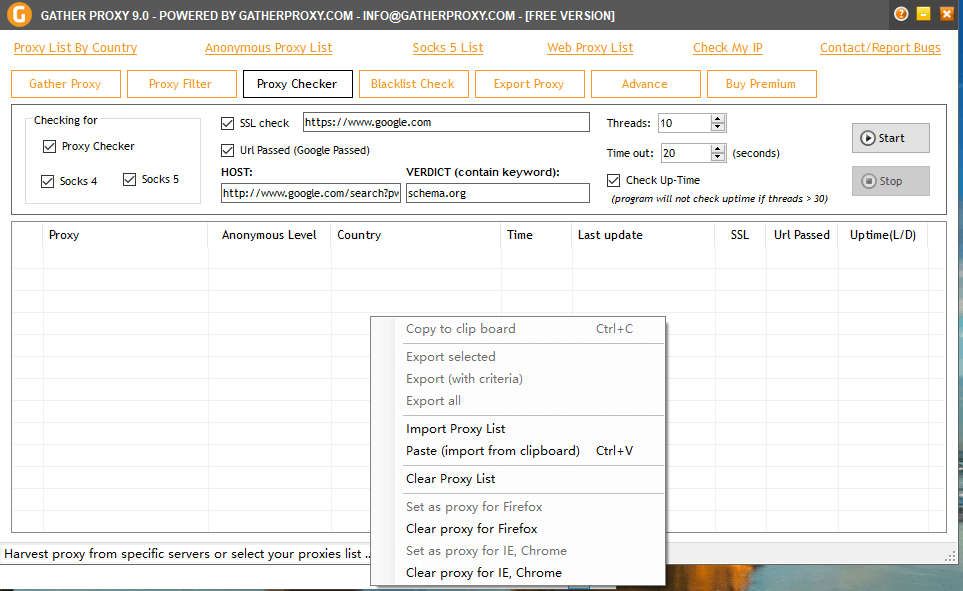 G GATHER PROXY 9.0 - POWERED BY GATHERPROXY.COM - INFO@GATHERPROXY.COM - [FREE VERSION] ?
Proxy List By Country Anonymous Proxy List Socks 5 List Web Proxy List Check My IP Contact/Report Bugs
Gather Proxy Proxy Filter Proxy Checker Blacklist Check Export Proxy Advance Buy Premium
Checking for
Proxy Checker
Socks 4 Socks 5
SSL check https://www.google.com
Url Passed (Google Passed)
HOST: VERDICT (contain keyword):
http://www.google.com/search?pv schema.org
Threads: 10
Time out: 20 (seconds)
Check Up-Time
(program will not check uptime if threads > 30)
Start
Stop
Proxy Anonymous Level Country Time Last update SSL Url Passed Uptime(L/D)
Copy to clip board Ctrl+C
Export selected
Export (with criteria)
Export all
Import Proxy List
Paste (import from clipboard) Ctrl+V
Clear Proxy List
Set as proxy for Firefox
Clear proxy for Firefox
Set as proxy for IE, Chrome
Clear proxy for IE, Chrome
Harvest proxy from specific servers or select your proxies list ..